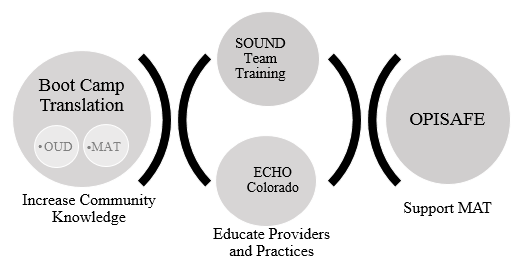 Boot Camp
Translation
•OUD
•MAT
Increase Community
Knowledge
SOUND
Team
Training
ECHO
Colorado
Educate Providers
and Practices
OPISAFE
Support MAT